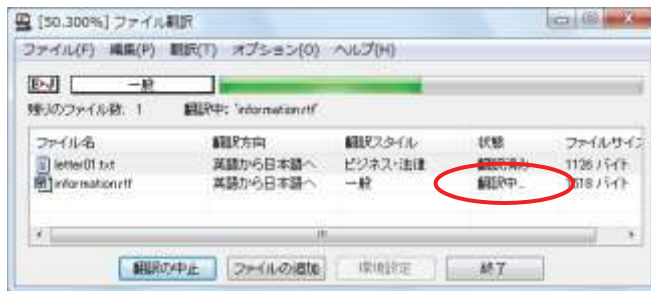 [50.300%] ファイル翻訳
ファイル(F) 編集(P) 翻訳(T) オプション(O) ヘルプ(H)
E>J 一般
残りのファイル数: 1 翻訳中: 'information.rtf'
ファイル名 翻訳方向 翻訳スタイル 状態 ファイルサイズ
letter01.txt 英語から日本語へ ビジネス・法律 翻訳済み 1126 バイト
information.rtf 英語から日本語へ 一般 翻訳中... 1618 バイト
翻訳の中止 ファイルの追加 環境設定 終了